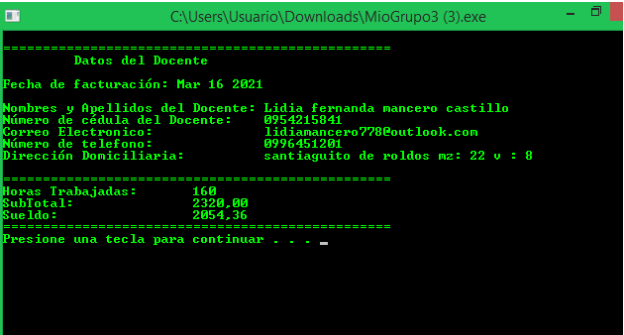 C:\Users\Usuario\Downloads\MioGrupo3 (3).exe
================================================
Datos del Docente
Fecha de facturación: Mar 16 2021
Nombres y Apellidos del Docente: Lidia fernanda mancero castillo
Número de cédula del Docente: 0954215841
Correo Electronico: lidiamancero778@outlook.com
Número de telefono: 0996451201
Dirección Domiciliaria: santiaguito de roldos mz: 22 v : 8
================================================
Horas Trabajadas: 160
SubTotal: 2320,00
Sueldo: 2054,36
================================================
Presione una tecla para continuar . . . _